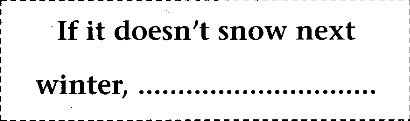 If it doesn't snow next
winter, .............................